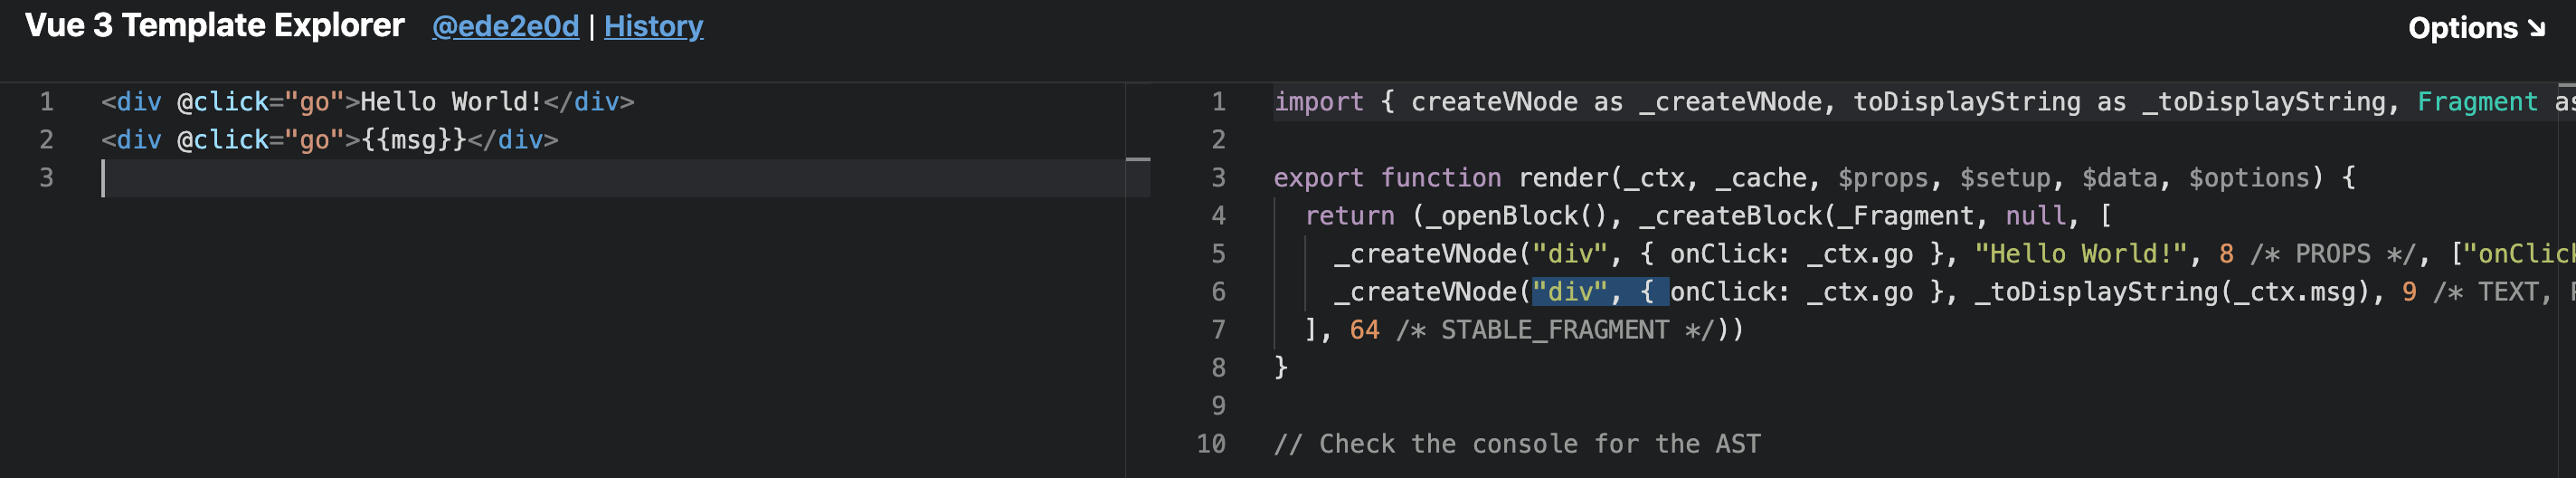 Vue 3 Template Explorer @ede2e0d | History
Options ↘
1 <div @click="go">Hello World!</div>
2 <div @click="go">{{msg}}</div>
3
1 import { createVNode as _createVNode, toDisplayString as _toDisplayString, Fragment as
2
3 export function render(_ctx, _cache, $props, $setup, $data, $options) {
4 return (_openBlock(), _createBlock(_Fragment, null, [
5 _createVNode("div", { onClick: _ctx.go }, "Hello World!", 8 /* PROPS */, ["onClick
6 _createVNode("div", { onClick: _ctx.go }, _toDisplayString(_ctx.msg), 9 /* TEXT,
7 ], 64 /* STABLE_FRAGMENT */))
8 }
9
10 // Check the console for the AST